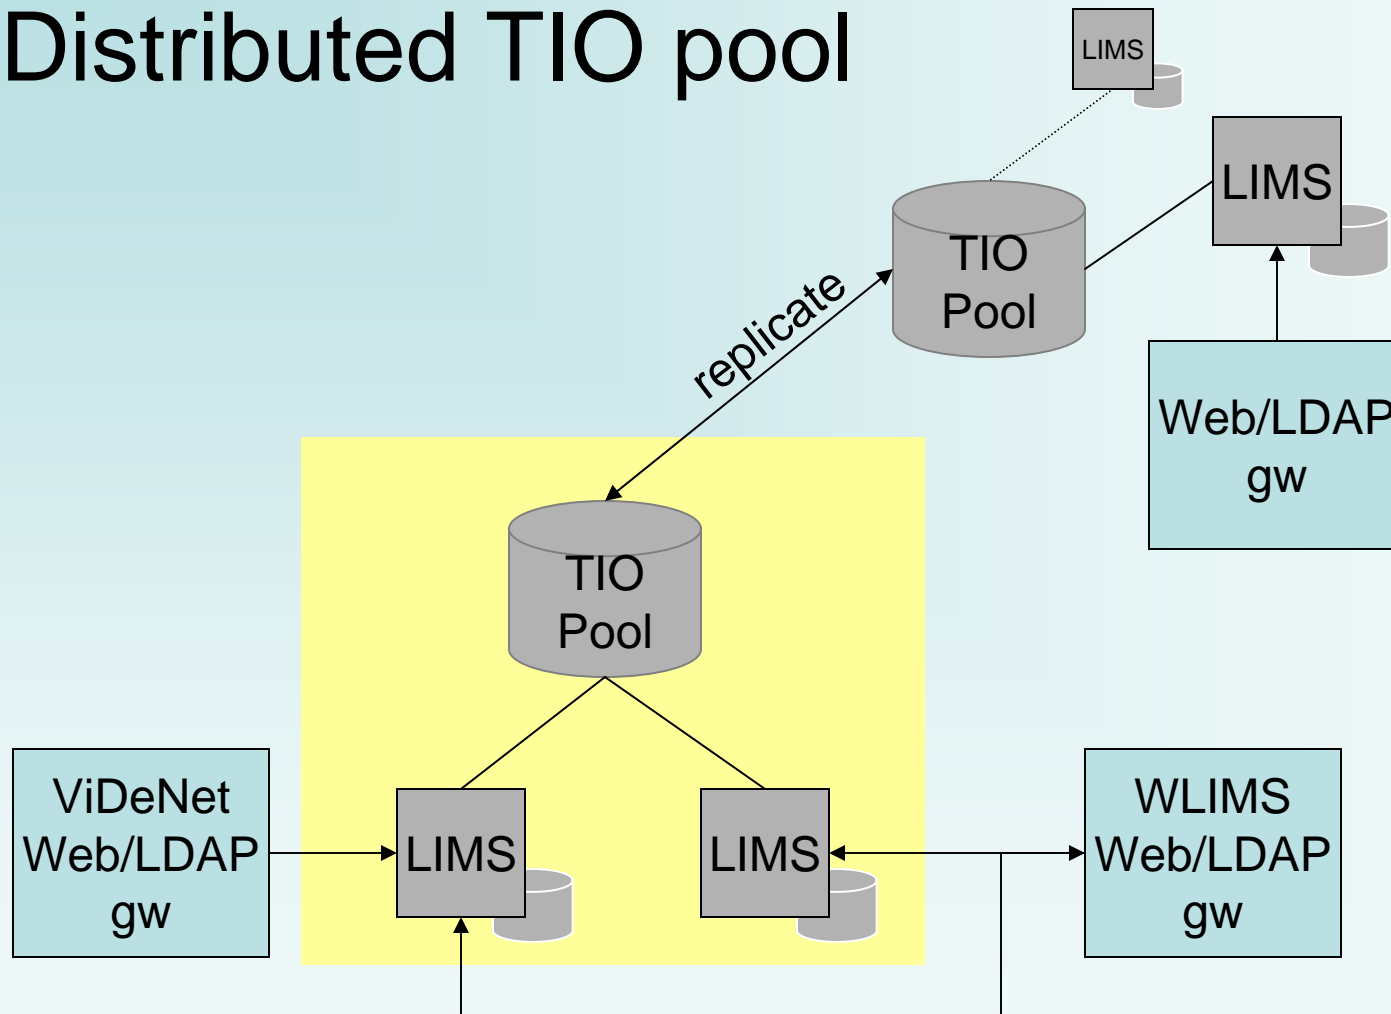 Distributed TIO pool
LIMS
LIMS
TIO
Pool
replicate
Web/LDAP
gw
TIO
Pool
ViDeNet
Web/LDAP
gw
LIMS
LIMS
WLIMS
Web/LDAP
gw